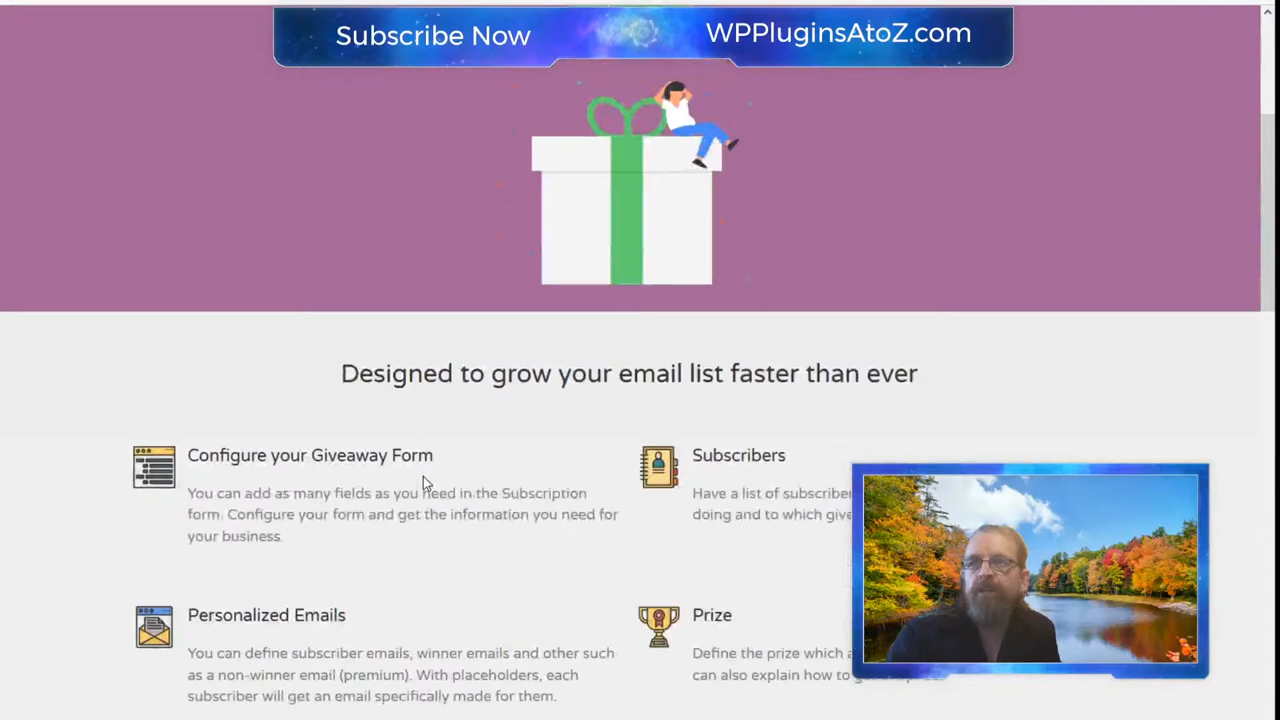 Subscribe Now
WPPluginsAtoZ.com
Designed to grow your email list faster than ever
Configure your Giveaway Form
You can add as many fields as you need in the Subscription
form. Configure your form and get the information you need for
your business.
Subscribers
Have a list of subscriber
doing and to which give
Personalized Emails
You can define subscriber emails, winner emails and other such
as a non-winner email (premium). With placeholders, each
subscriber will get an email specifically made for them.
Prize
Define the prize which
can also explain how to